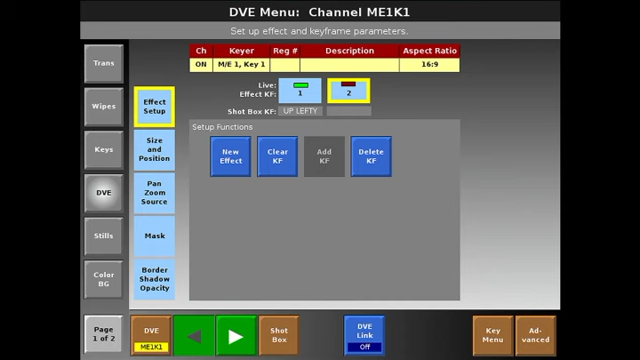 DVE Menu: Channel ME1K1
Set up effect and keyframe parameters.
Ch Keyer Reg # Description Aspect Ratio
ON M/E 1, Key 1 16:9
Trans
Wipes
Keys
DVE
Stills
Color
BG
Effect
Setup
Size
and
Position
Pan
Zoom
Source
Mask
Border
Shadow
Opacity
Live:
Effect KF: 1 2
Shot Box KF: UP LEFTY
Setup Functions
New
Effect
Clear
KF
Add
KF
Delete
KF
Page
1 of 2
DVE
ME1K1
Shot
Box
DVE
Link
Off
Key
Menu
Ad-
vanced